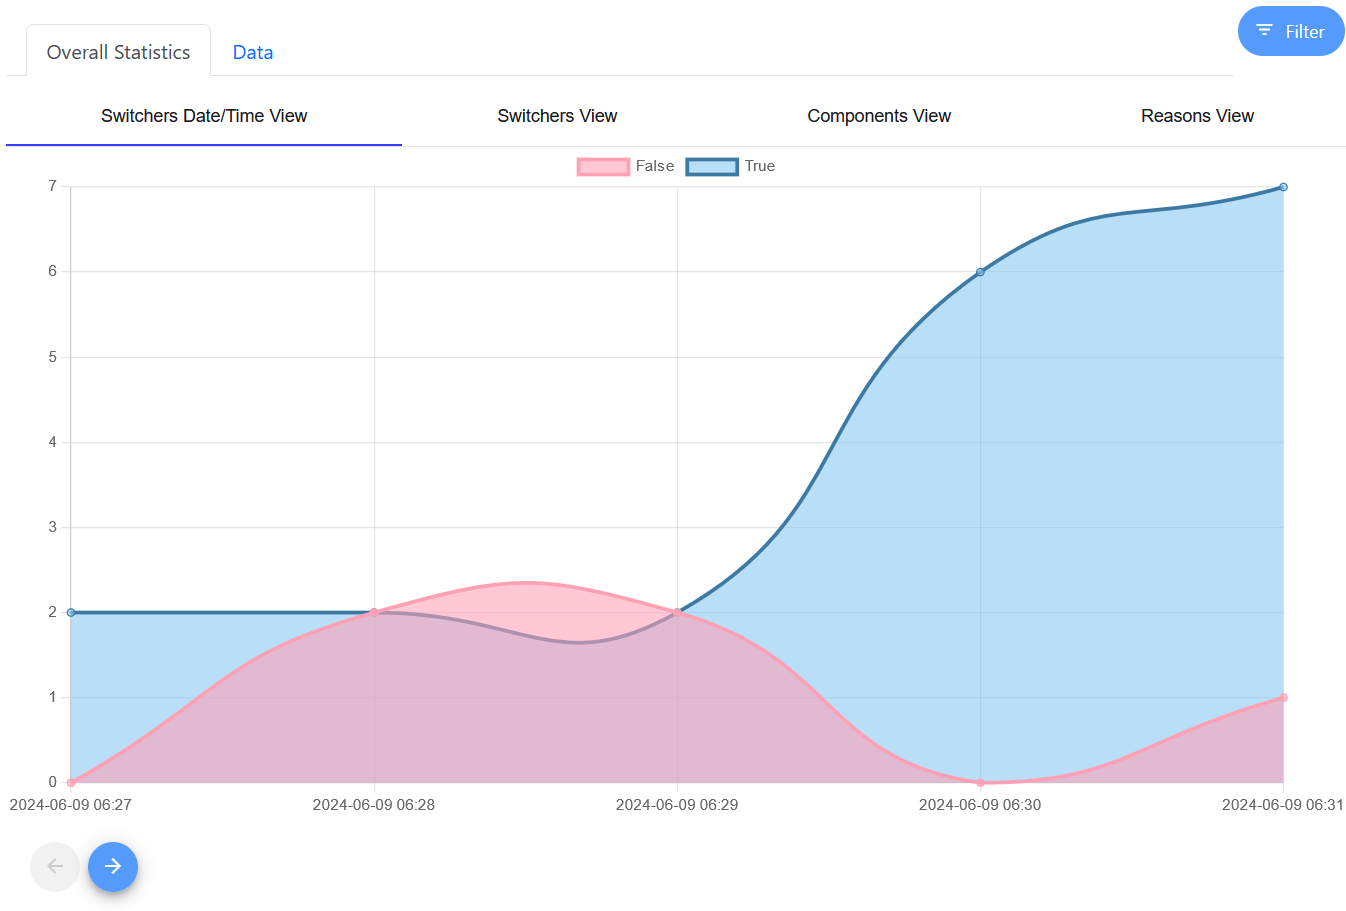 Overall Statistics
Data
Filter
Switchers Date/Time View
Switchers View
Components View
Reasons View
False
True
7
6
5
4
3
2
1
0
2024-06-09 06:27
2024-06-09 06:28
2024-06-09 06:29
2024-06-09 06:30
2024-06-09 06:31